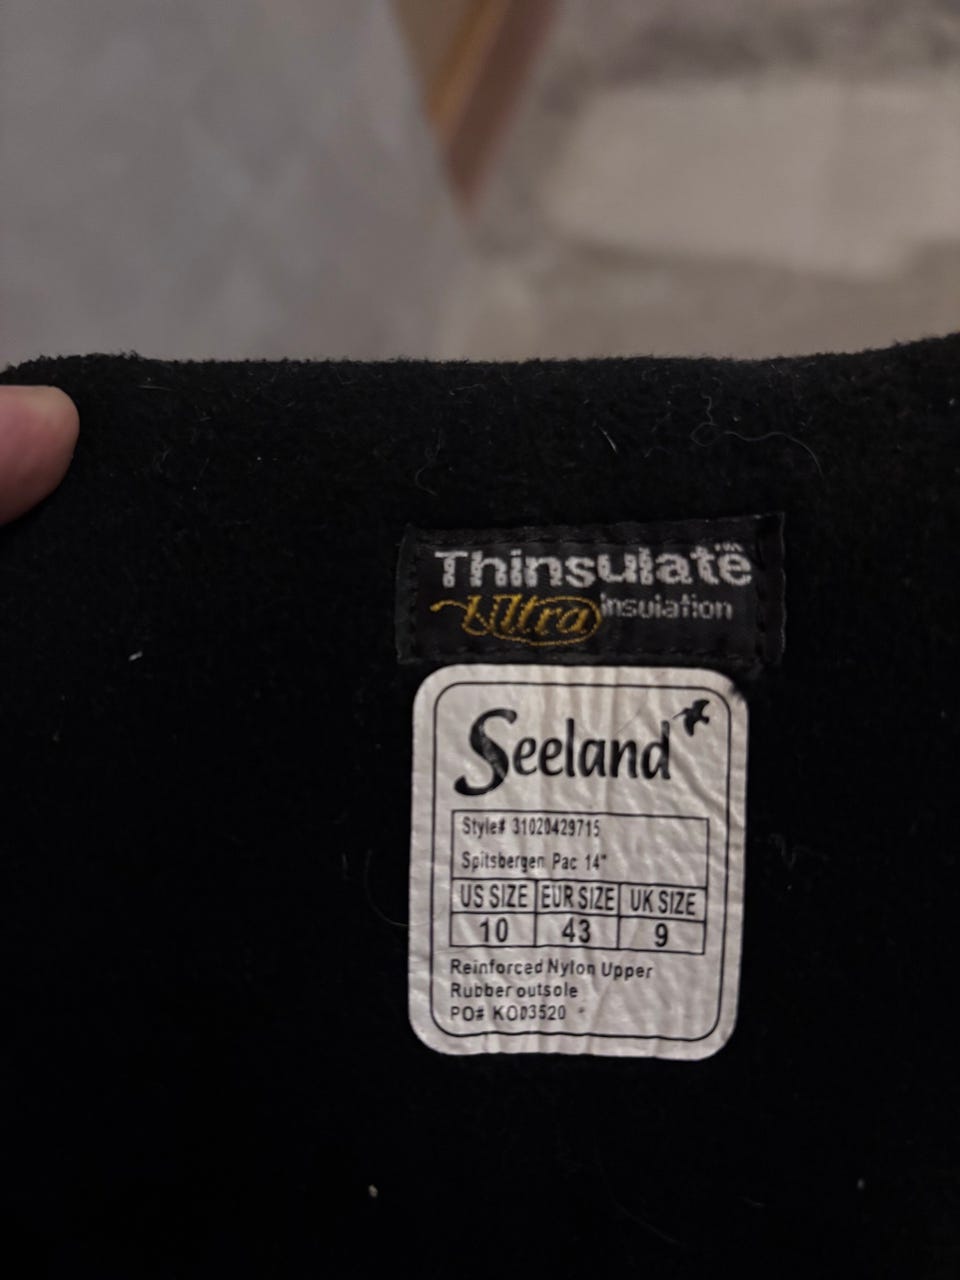 Thinsulate™
Ultra insulation
Seeland
Style# 31020429715
Spitsbergen Pac 14"
US SIZE EUR SIZE UK SIZE
10 43 9
Reinforced Nylon Upper
Rubber outsole
PO# KO03520